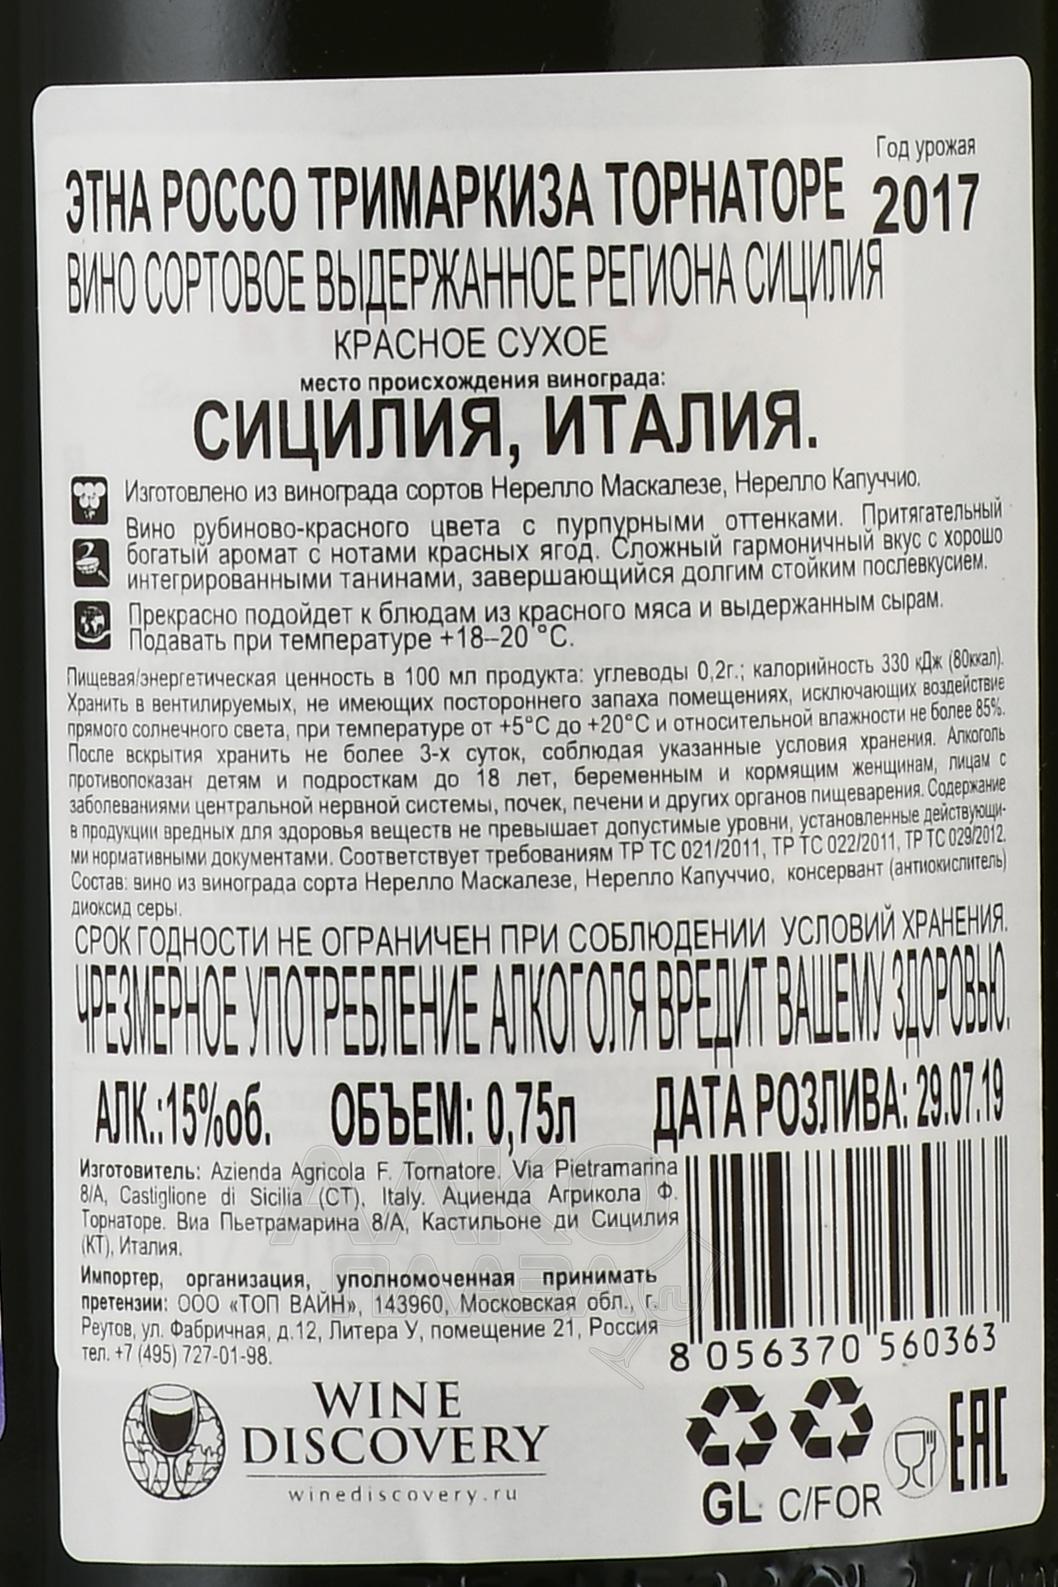 Год урожая
ЭТНА РОССО ТРИМАРКИЗА ТОРНАТОРЕ 2017
ВИНО СОРТОВОЕ ВЫДЕРЖАННОЕ РЕГИОНА СИЦИЛИЯ
КРАСНОЕ СУХОЕ
место происхождения винограда:
СИЦИЛИЯ, ИТАЛИЯ.
Изготовлено из винограда сортов Нерелло Маскалезе, Нерелло Капуччио.
Вино рубиново-красного цвета с пурпурными оттенками. Притягательный
богатый аромат с нотами красных ягод. Сложный гармоничный вкус с хорошо
интегрированными танинами, завершающийся долгим стойким послевкусием.
Прекрасно подойдет к блюдам из красного мяса и выдержанным сырам.
Подавать при температуре +18–20 °С.
Пищевая/энергетическая ценность в 100 мл продукта: углеводы 0,2г.; калорийность 330 кДж (80ккал).
Хранить в вентилируемых, не имеющих постороннего запаха помещениях, исключающих воздействие
прямого солнечного света, при температуре от +5°С до +20°С и относительной влажности не более 85%.
После вскрытия хранить не более 3-х суток, соблюдая указанные условия хранения. Алкоголь
противопоказан детям и подросткам до 18 лет, беременным и кормящим женщинам, лицам с
заболеваниями центральной нервной системы, почек, печени и других органов пищеварения. Содержание
в продукции вредных для здоровья веществ не превышает допустимые уровни, установленные действующи-
ми нормативными документами. Соответствует требованиям ТР ТС 021/2011, ТР ТС 022/2011, ТР ТС 029/2012.
Состав: вино из винограда сорта Нерелло Маскалезе, Нерелло Капуччио, консервант (антиокислитель)
диоксид серы.
СРОК ГОДНОСТИ НЕ ОГРАНИЧЕН ПРИ СОБЛЮДЕНИИ УСЛОВИЙ ХРАНЕНИЯ.
ЧРЕЗМЕРНОЕ УПОТРЕБЛЕНИЕ АЛКОГОЛЯ ВРЕДИТ ВАШЕМУ ЗДОРОВЬЮ.
АЛК.:15%об. ОБЪЕМ: 0,75л ДАТА РОЗЛИВА: 29.07.19
Изготовитель: Azienda Agricola F. Tornatore. Via Pietramarina
8/A, Castiglione di Sicilia (CT), Italy. Ациенда Агрикола Ф.
Торнаторе. Виа Пьетрамарина 8/А, Кастильоне ди Сицилия
(КТ), Италия.
Импортер, организация, уполномоченная принимать
претензии: ООО «ТОП ВАЙН», 143960, Московская обл., г.
Реутов, ул. Фабричная, д.12, Литера У, помещение 21, Россия
тел. +7 (495) 727-01-98.
8 056370 560363
WINE
DISCOVERY
winediscovery.ru
GL C/FOR
EAC
АЛКО
ПЛАЗА
.ru